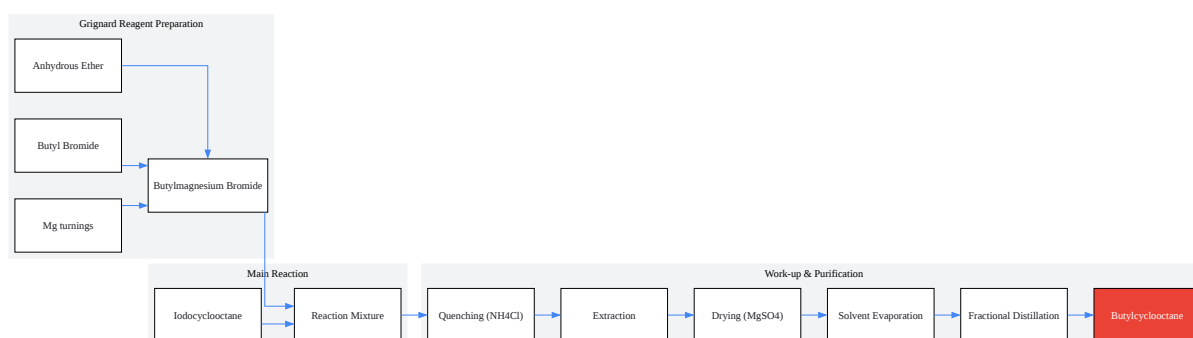 Grignard Reagent Preparation
Anhydrous Ether
Butyl Bromide
Butylmagnesium Bromide
Mg turnings
Main Reaction
Work-up & Purification
Iodocyclooctane
Reaction Mixture
Quenching (NH4Cl)
Extraction
Drying (MgSO4)
Solvent Evaporation
Fractional Distillation
Butylcyclooctane